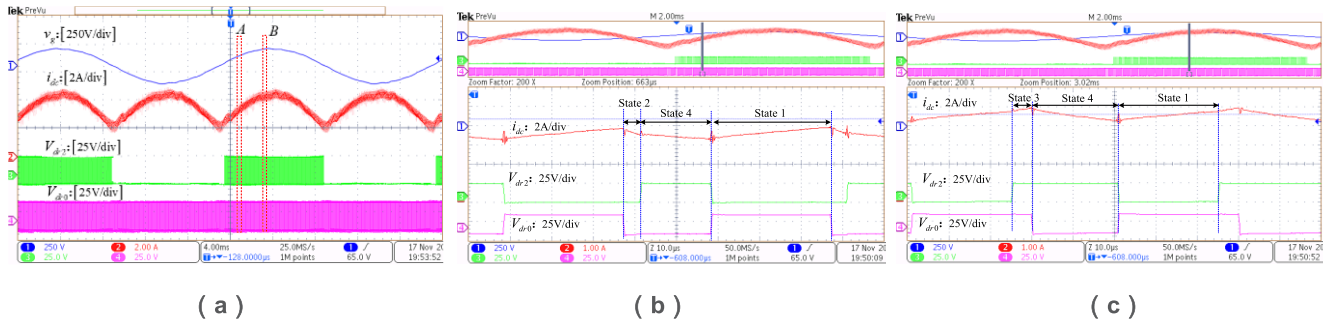 Tek PreVu
A
B
v_g:[250V/div]
i_dc:[2A/div]
V_dr2:[25V/div]
V_dr0:[25V/div]
1 250 V 2 2.00 A 4.00ms 25.0MS/s 1
3 25.0 V 4 25.0 V T→▼−128.0000µs 1M points 65.0 V
17 Nov 20
19:53:52
(a)
Tek PreVu M 2.00ms
Zoom Factor: 200 X Zoom Position: 663µs
State 2
State 4
State 1
i_dc: 2A/div
V_dr2: 25V/div
V_dr0: 25V/div
1 250 V 2 1.00 A Z 10.0µs 50.0MS/s 1
3 25.0 V 4 25.0 V T→▼−608.000µs 1M points 65.0 V
17 Nov 20
19:50:09
(b)
Tek PreVu M 2.00ms
Zoom Factor: 200 X Zoom Position: 3.02ms
i_dc: 2A/div
State 3
State 4
State 1
V_dr2: 25V/div
V_dr0: 25V/div
1 250 V 2 1.00 A Z 10.0µs 50.0MS/s 1
3 25.0 V 4 25.0 V T→▼−608.000µs 1M points 65.0 V
17 Nov 20
19:50:52
(c)